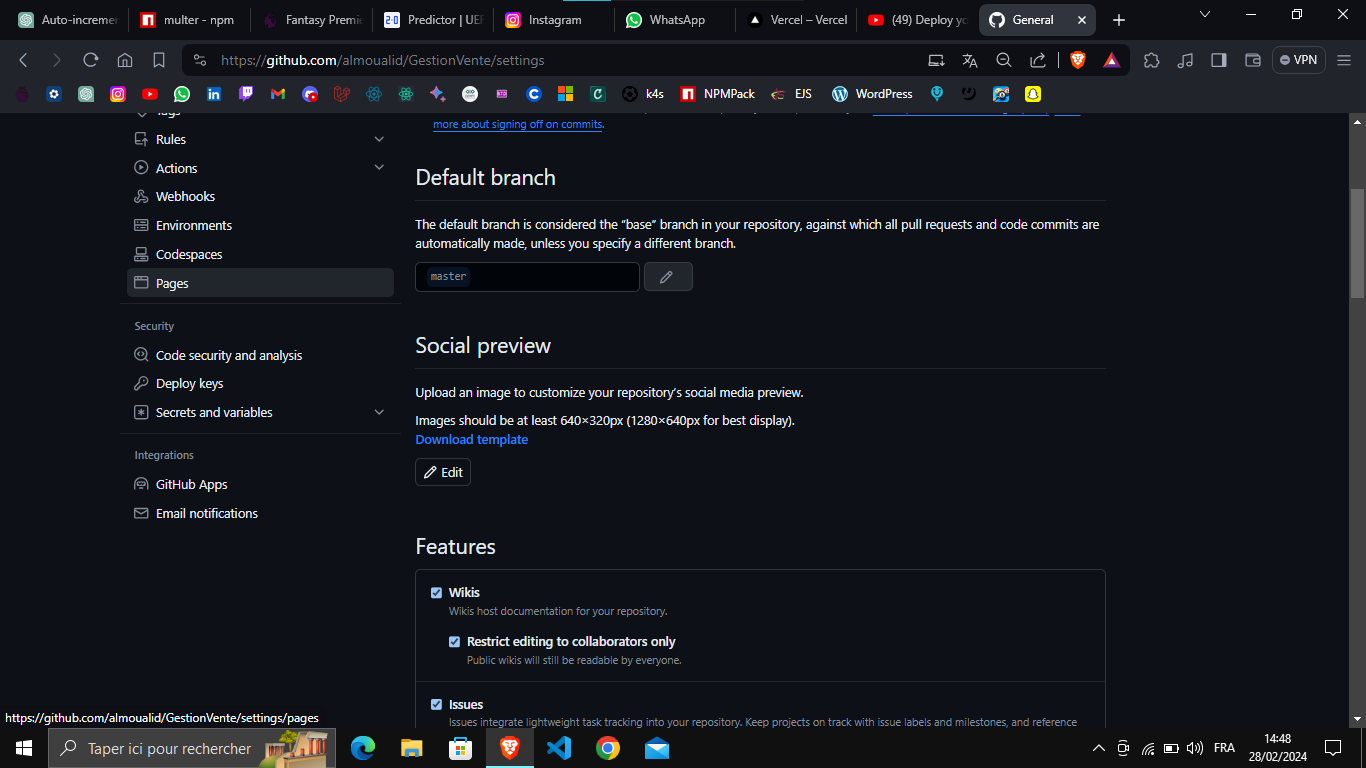 Auto-incremer
multer - npm
Fantasy Premie
Predictor | UEF
Instagram
WhatsApp
Vercel – Vercel
(49) Deploy yo
General
https://github.com/almoualid/GestionVente/settings
VPN
k4s
NPMPack
EJS
WordPress
Tags
Rules
Actions
Webhooks
Environments
Codespaces
Pages
Security
Code security and analysis
Deploy keys
Secrets and variables
Integrations
GitHub Apps
Email notifications
more about signing off on commits.
Default branch
The default branch is considered the “base” branch in your repository, against which all pull requests and code commits are
automatically made, unless you specify a different branch.
master
Social preview
Upload an image to customize your repository’s social media preview.
Images should be at least 640×320px (1280×640px for best display).
Download template
Edit
Features
Wikis
Wikis host documentation for your repository.
Restrict editing to collaborators only
Public wikis will still be readable by everyone.
Issues
Issues integrate lightweight task tracking into your repository. Keep projects on track with issue labels and milestones, and reference
https://github.com/almoualid/GestionVente/settings/pages
Taper ici pour rechercher
FRA
14:48
28/02/2024